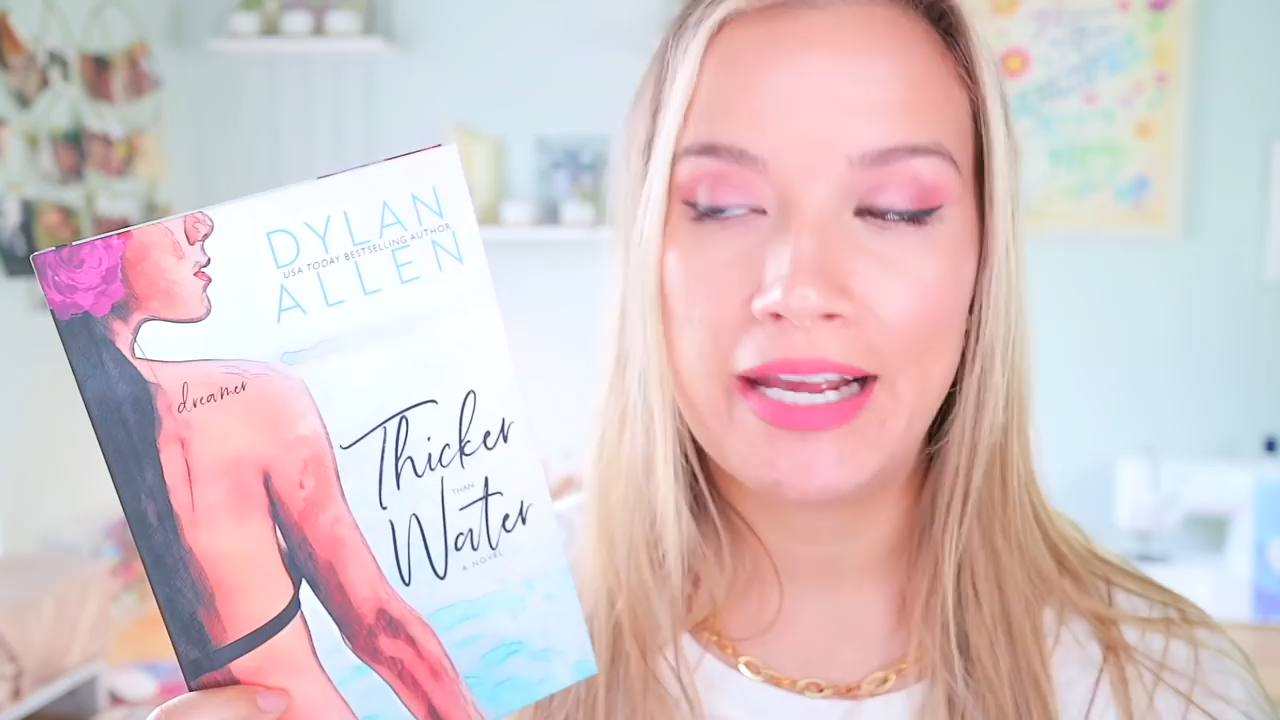 DYLAN
USA TODAY BESTSELLING AUTHOR
ALLEN
dreamer
Thicker
THAN
Water
A NOVEL